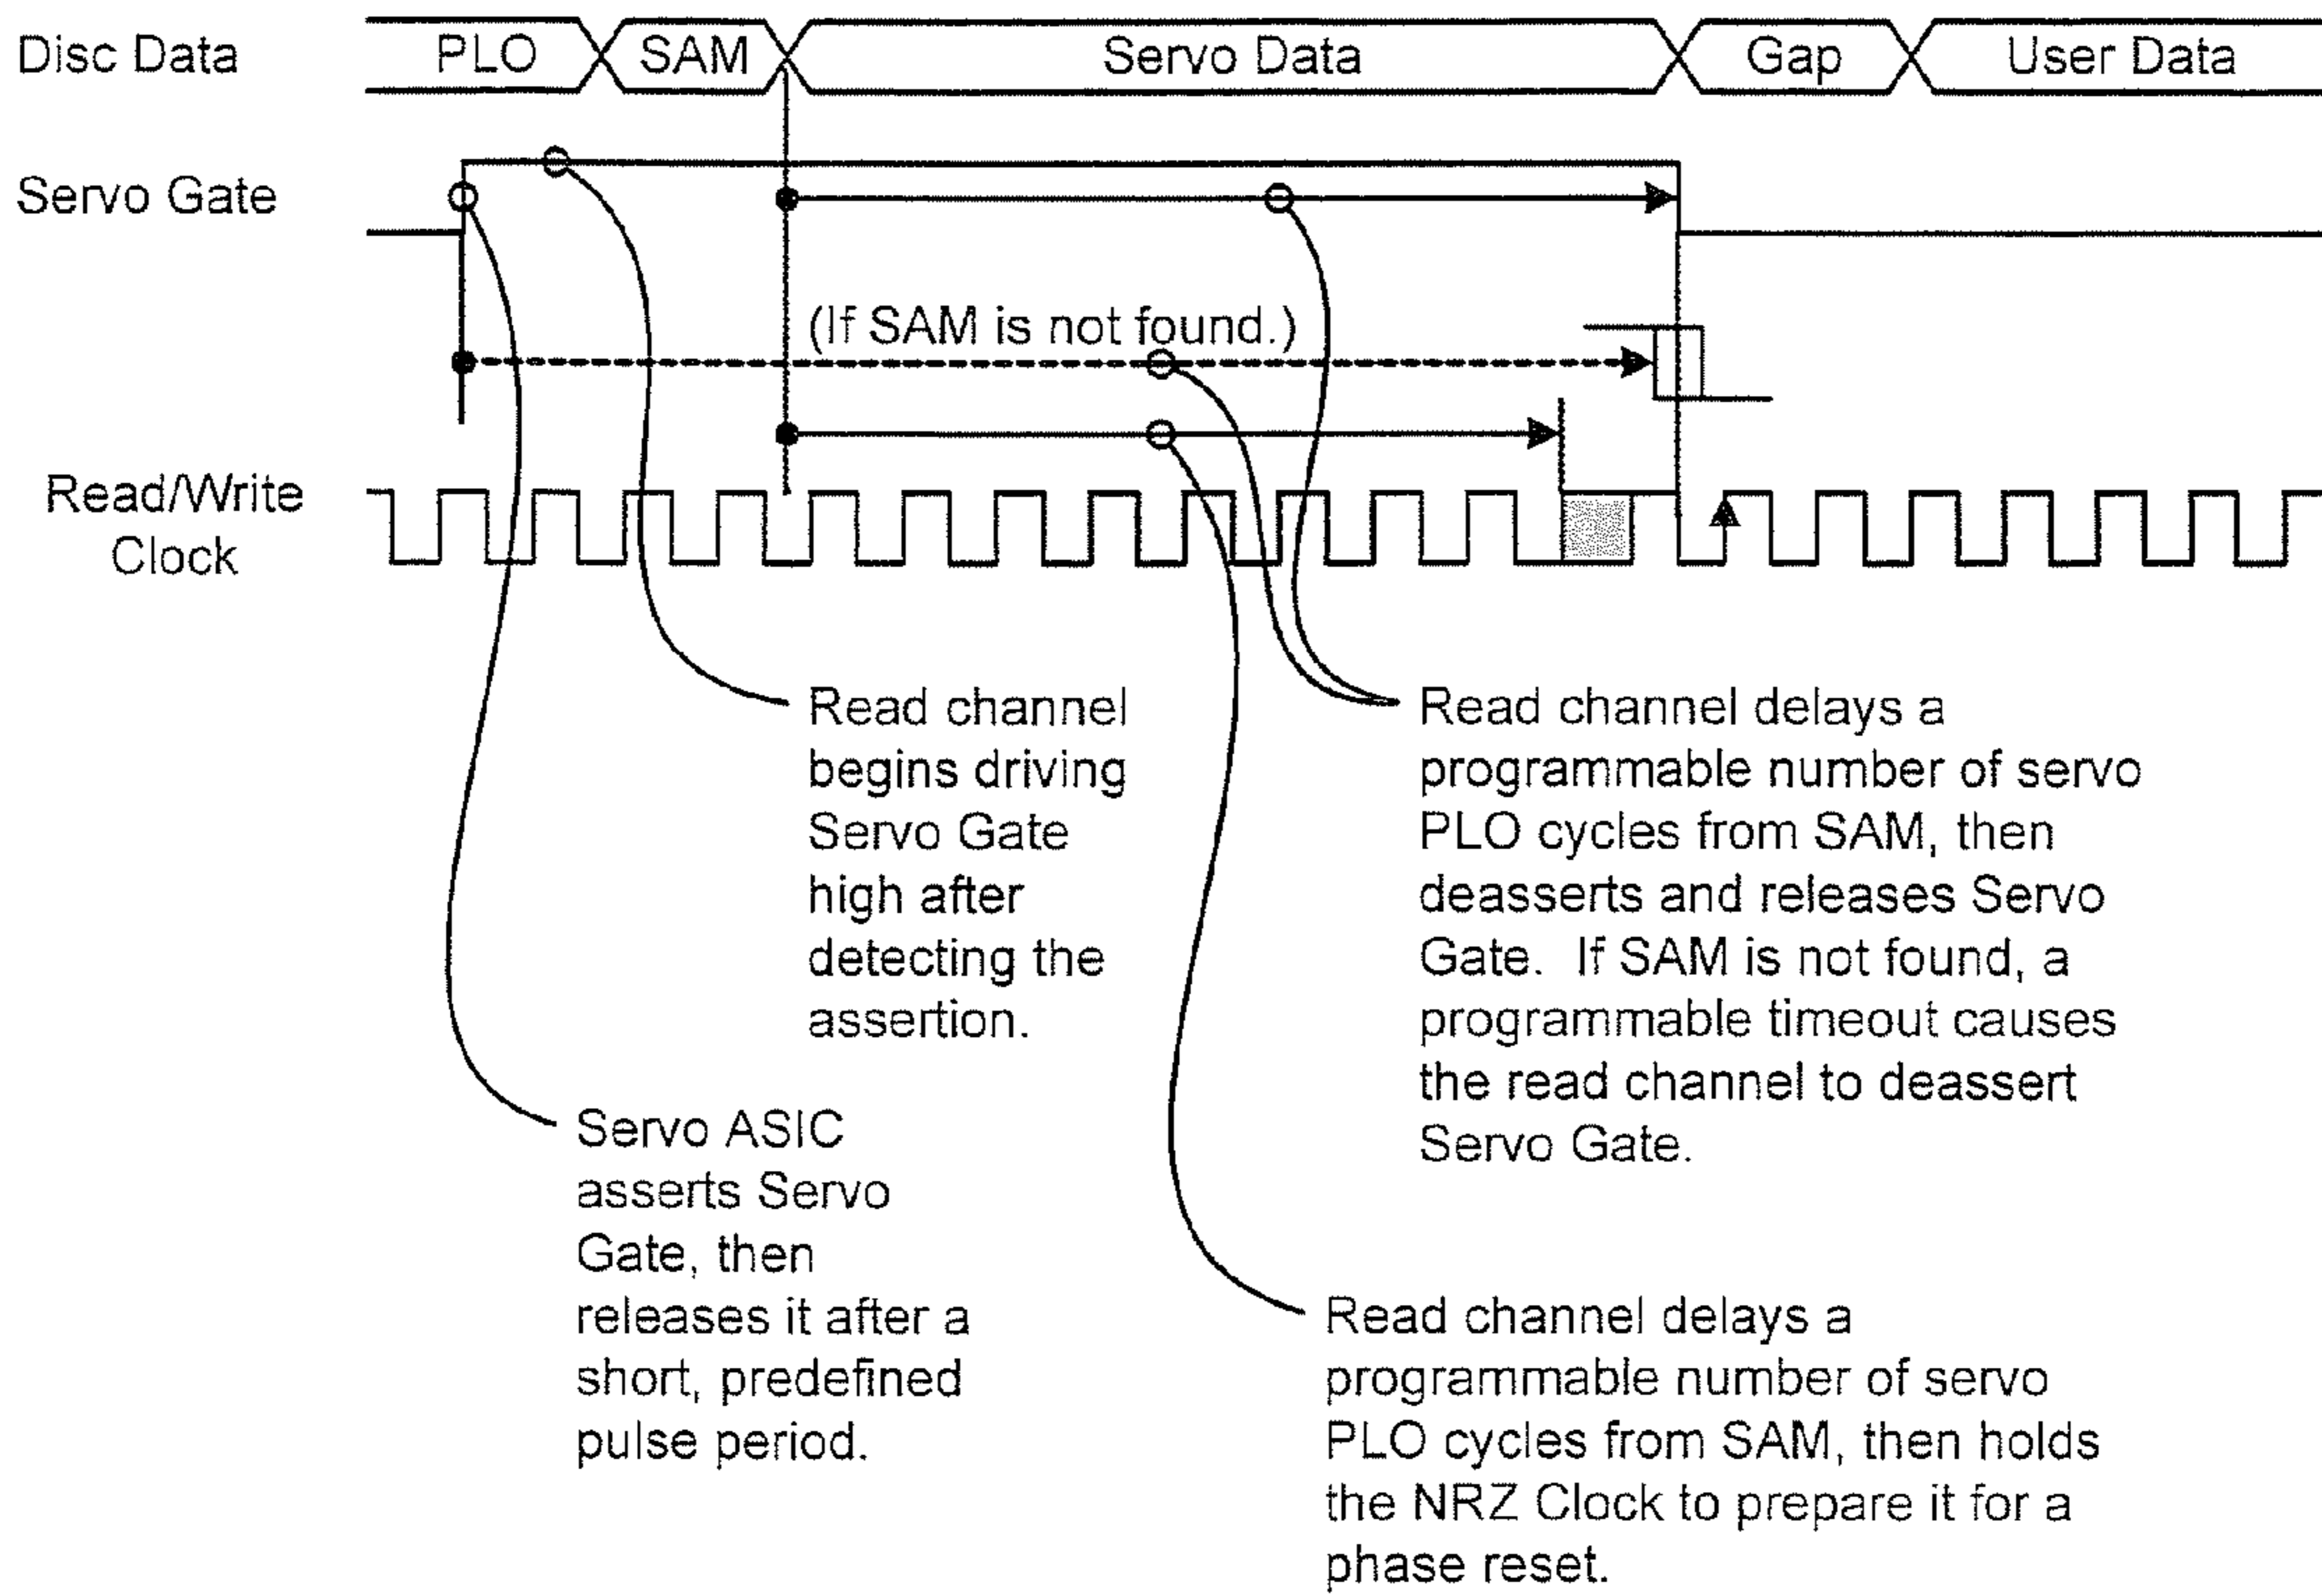 Disc Data
PLO
SAM
Servo Data
Gap
User Data
Servo Gate
(If SAM is not found.)
Read/Write
Clock
Read channel
begins driving
Servo Gate
high after
detecting the
assertion.
Read channel delays a
programmable number of servo
PLO cycles from SAM, then
deasserts and releases Servo
Gate.  If SAM is not found, a
programmable timeout causes
the read channel to deassert
Servo Gate.
Servo ASIC
asserts Servo
Gate, then
releases it after a
short, predefined
pulse period.
Read channel delays a
programmable number of servo
PLO cycles from SAM, then holds
the NRZ Clock to prepare it for a
phase reset.